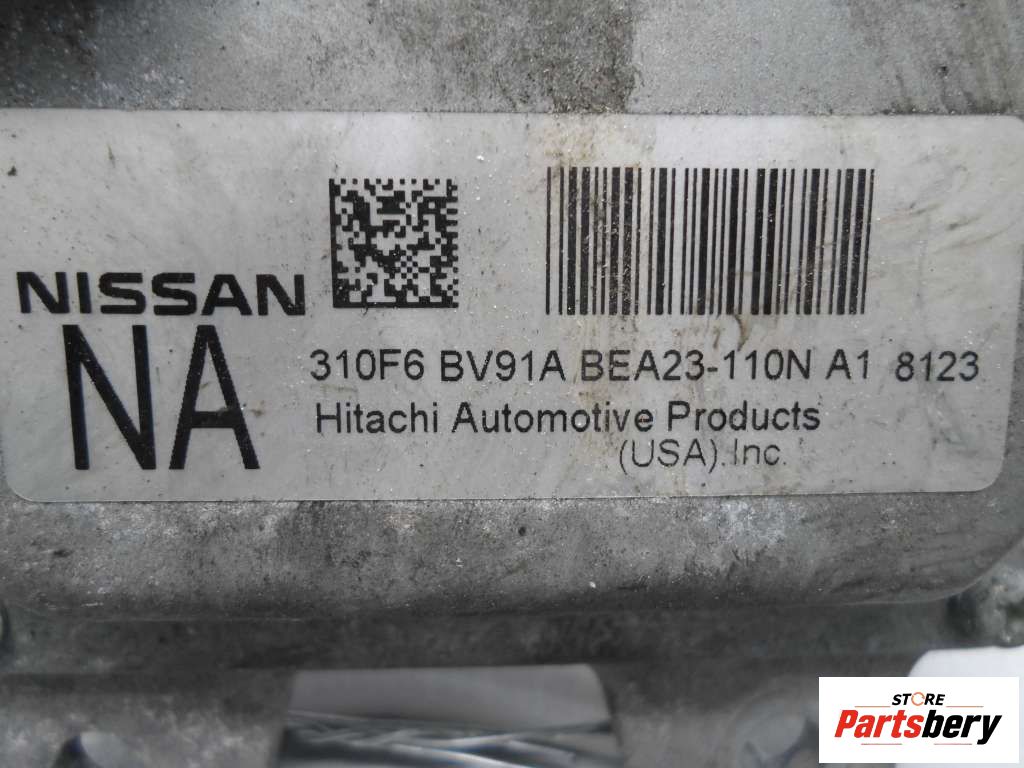 NISSAN
NA
310F6 BV91A BEA23-110N A1 8123
Hitachi Automotive Products
(USA).Inc.
STORE
Partsbery